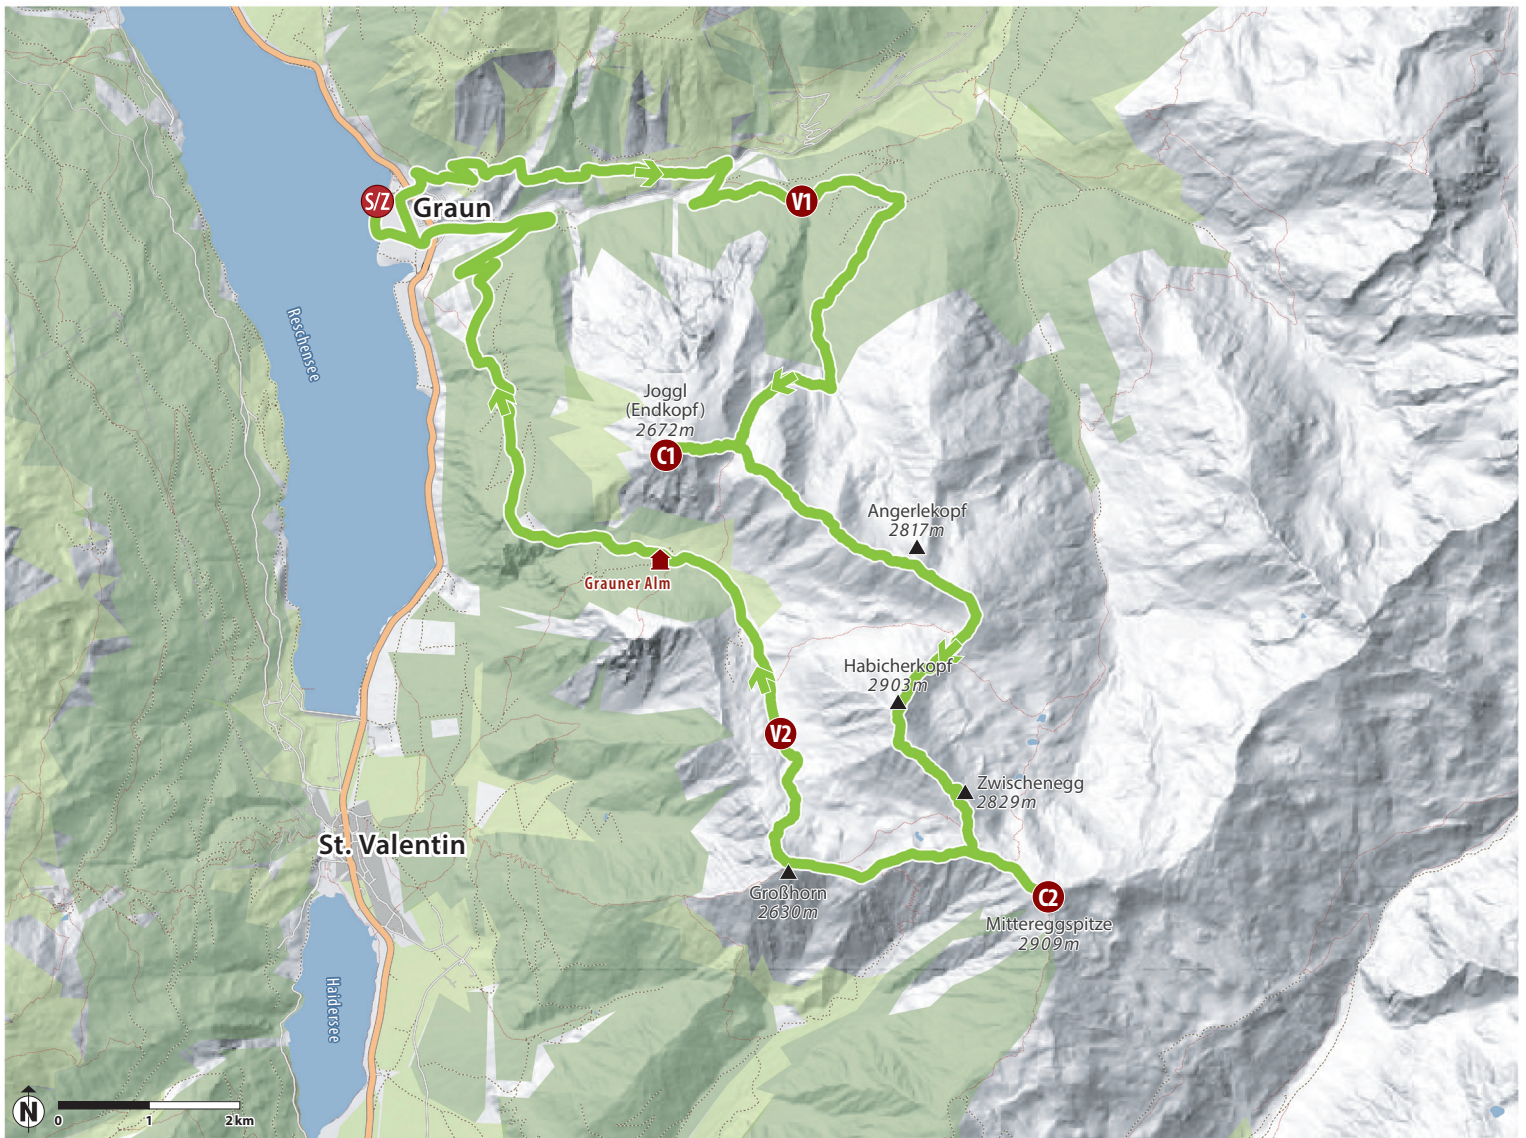 S/Z
Graun
V1
Reschensee
Joggl
(Endkopf)
2672m
C1
Angerlekopf
2817m
Grauner Alm
Habicherkopf
2903m
V2
Zwischenegg
2829m
St. Valentin
Großhorn
2630m
C2
Mittereggspitze
2909m
Haidersee
N
0 1 2 km